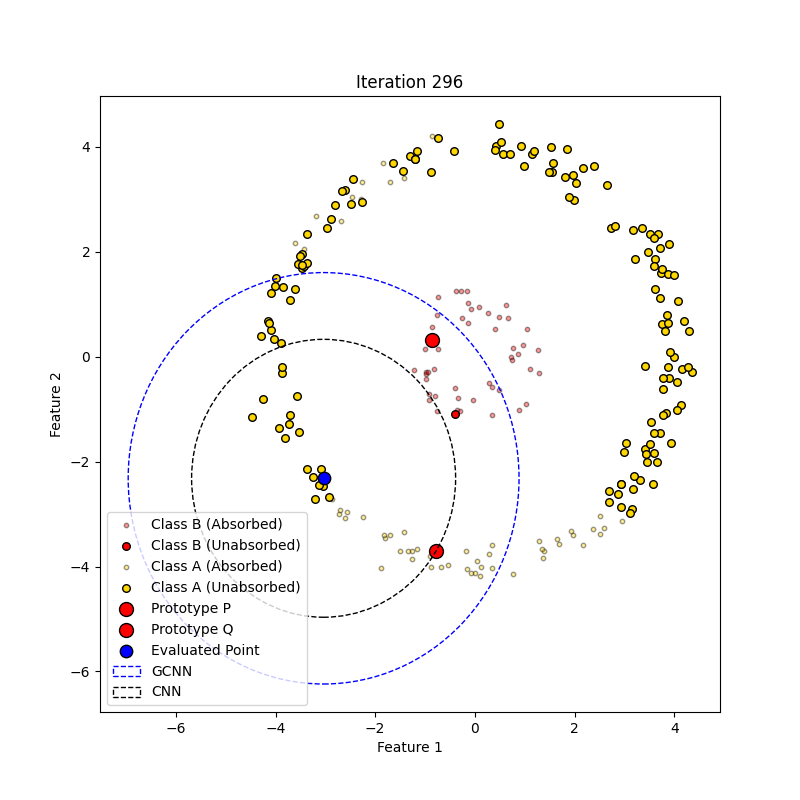 Iteration 296
4
2
0
−2
−4
−6
Feature 2
Class B (Absorbed)
Class B (Unabsorbed)
Class A (Absorbed)
Class A (Unabsorbed)
Prototype P
Prototype Q
Evaluated Point
GCNN
CNN
−6 −4 −2 0 2 4
Feature 1